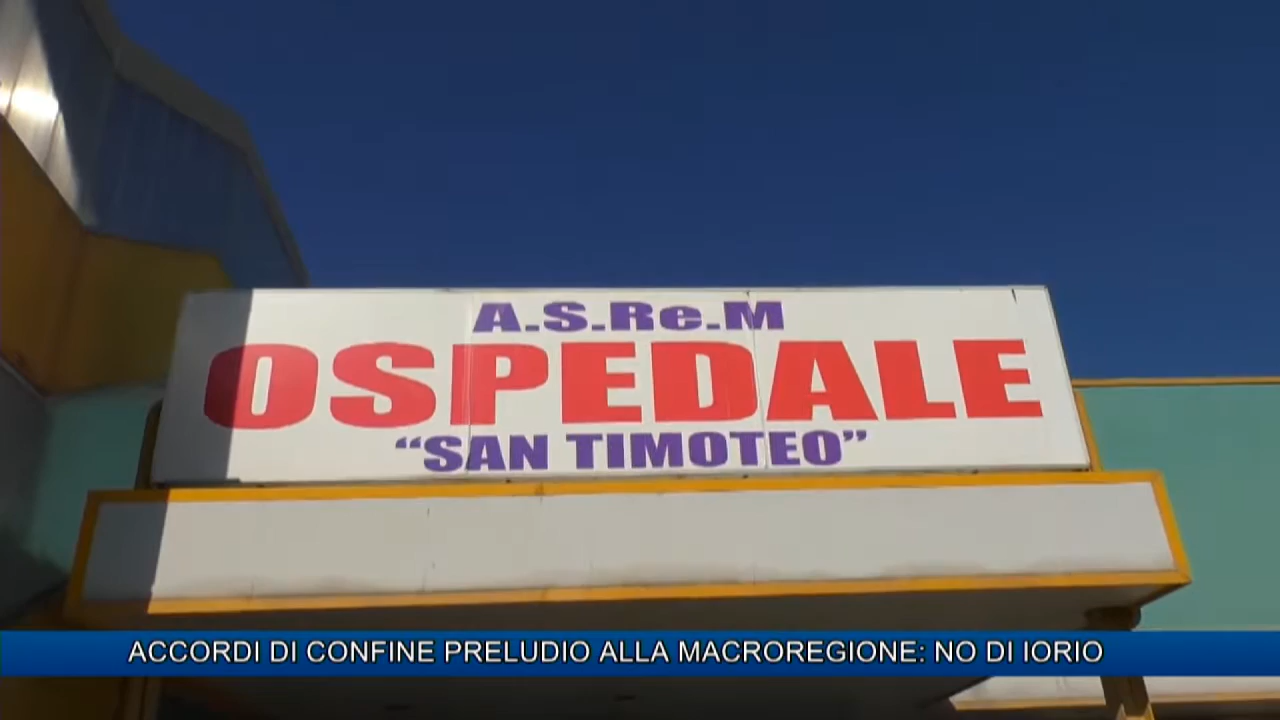 A.S.Re.M
OSPEDALE
“SAN TIMOTEO”
ACCORDI DI CONFINE PRELUDIO ALLA MACROREGIONE: NO DI IORIO